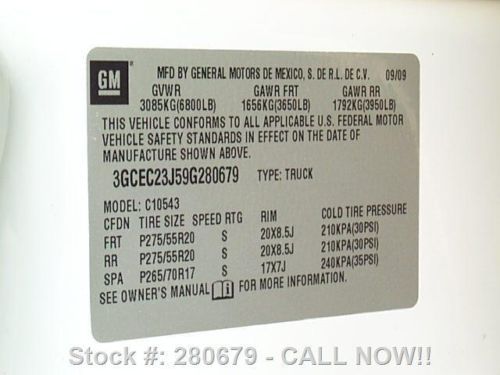 GM
MFD BY GENERAL MOTORS DE MEXICO, S. DE R.L. DE C.V. 09/09
GVWR GAWR FRT GAWR RR
3085KG(6800LB) 1656KG(3650LB) 1792KG(3950LB)
THIS VEHICLE CONFORMS TO ALL APPLICABLE U.S. FEDERAL MOTOR
VEHICLE SAFETY STANDARDS IN EFFECT ON THE DATE OF
MANUFACTURE SHOWN ABOVE.
3GCEC23J59G280679 TYPE: TRUCK
MODEL: C10543
CFDN TIRE SIZE SPEED RTG RIM COLD TIRE PRESSURE
FRT P275/55R20 S 20X8.5J 210KPA(30PSI)
RR P275/55R20 S 20X8.5J 210KPA(30PSI)
SPA P265/70R17 S 17X7J 240KPA(35PSI)
SEE OWNER'S MANUAL i FOR MORE INFORMATION.
Stock #: 280679 - CALL NOW!!